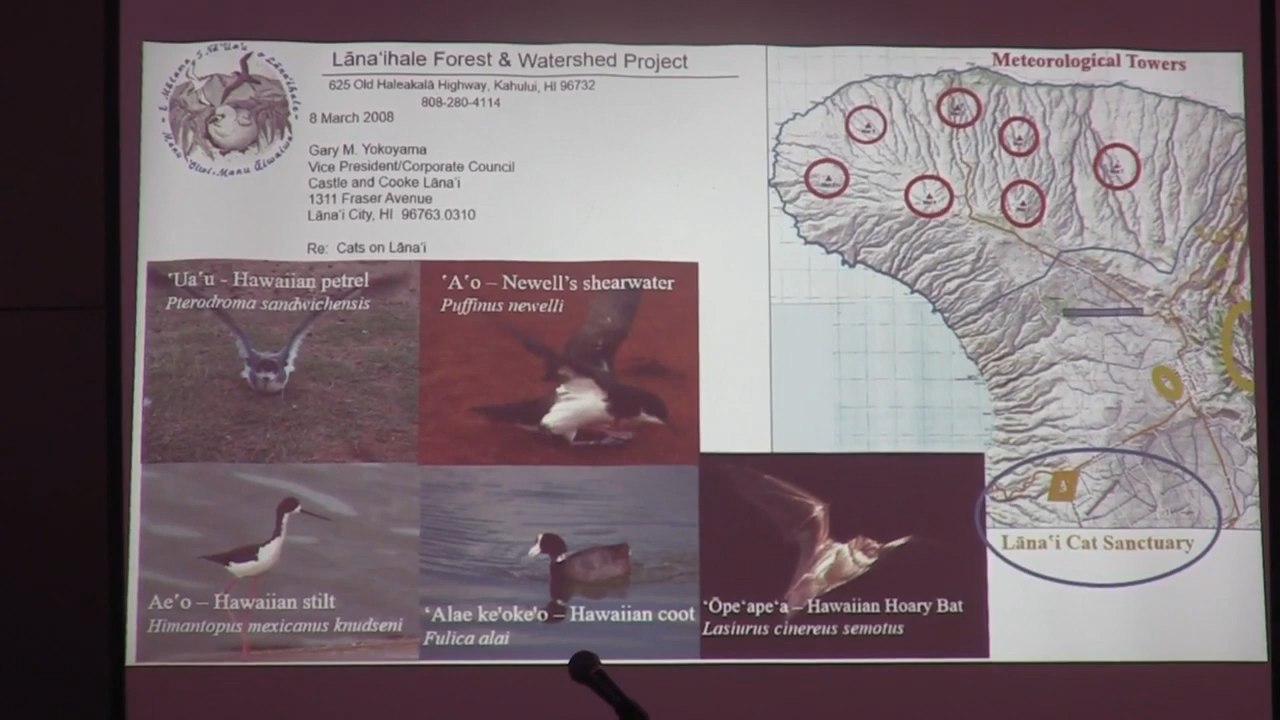 Lāna‘ihale Forest & Watershed Project
625 Old Haleakalā Highway, Kahului, HI 96732
808-280-4114
8 March 2008
Gary M. Yokoyama
Vice President/Corporate Council
Castle and Cooke Lāna‘i
1311 Fraser Avenue
Lāna‘i City, HI 96763.0310
Re: Cats on Lāna‘i
Meteorological Towers
‘Ua‘u - Hawaiian petrel
Pterodroma sandwichensis
‘A‘o – Newell’s shearwater
Puffinus newelli
Ae‘o – Hawaiian stilt
Himantopus mexicanus knudseni
‘Alae ke'oke'o – Hawaiian coot
Fulica alai
‘Ōpe‘ape‘a – Hawaiian Hoary Bat
Lasiurus cinereus semotus
Lāna‘i Cat Sanctuary